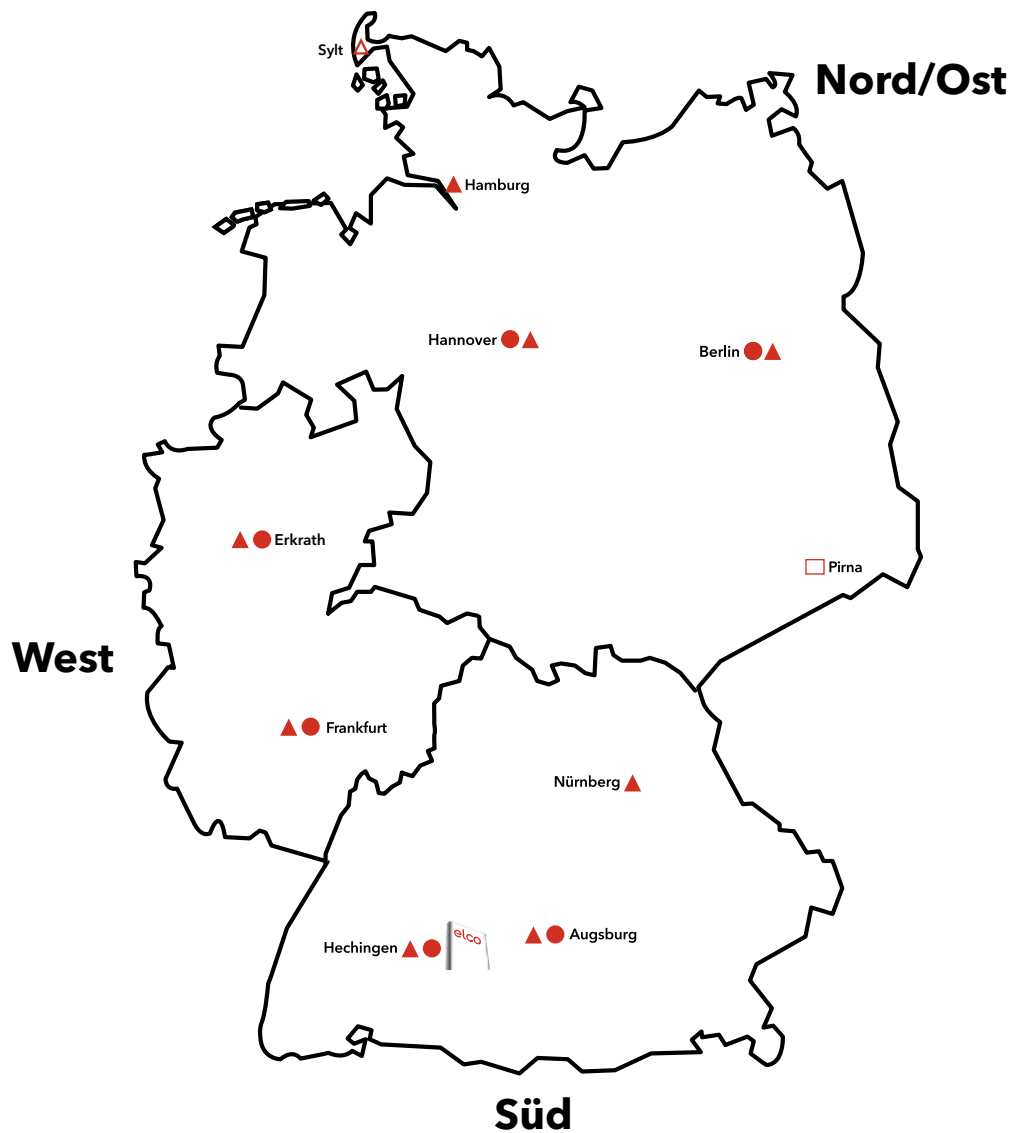 Sylt
Nord/Ost
Hamburg
Hannover
Berlin
Erkrath
Pirna
West
Frankfurt
Nürnberg
Hechingen
elco
Augsburg
Süd